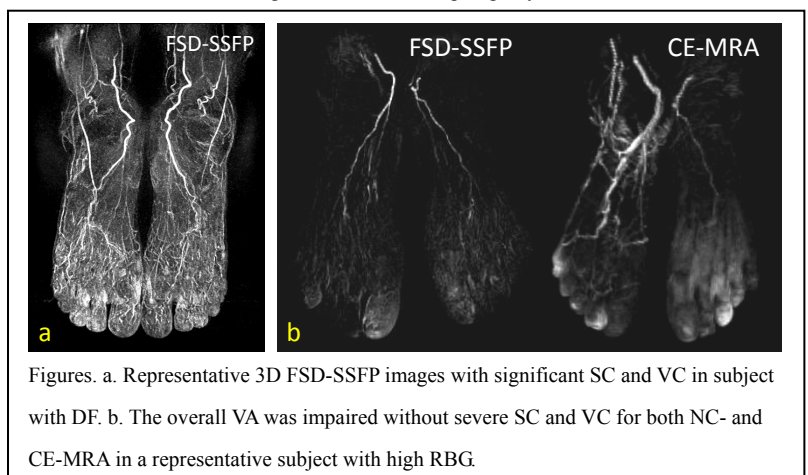 FSD-SSFP
FSD-SSFP
CE-MRA
a
b
Figures. a. Representative 3D FSD-SSFP images with significant SC and VC in subject
with DF. b. The overall VA was impaired without severe SC and VC for both NC- and
CE-MRA in a representative subject with high RBG.